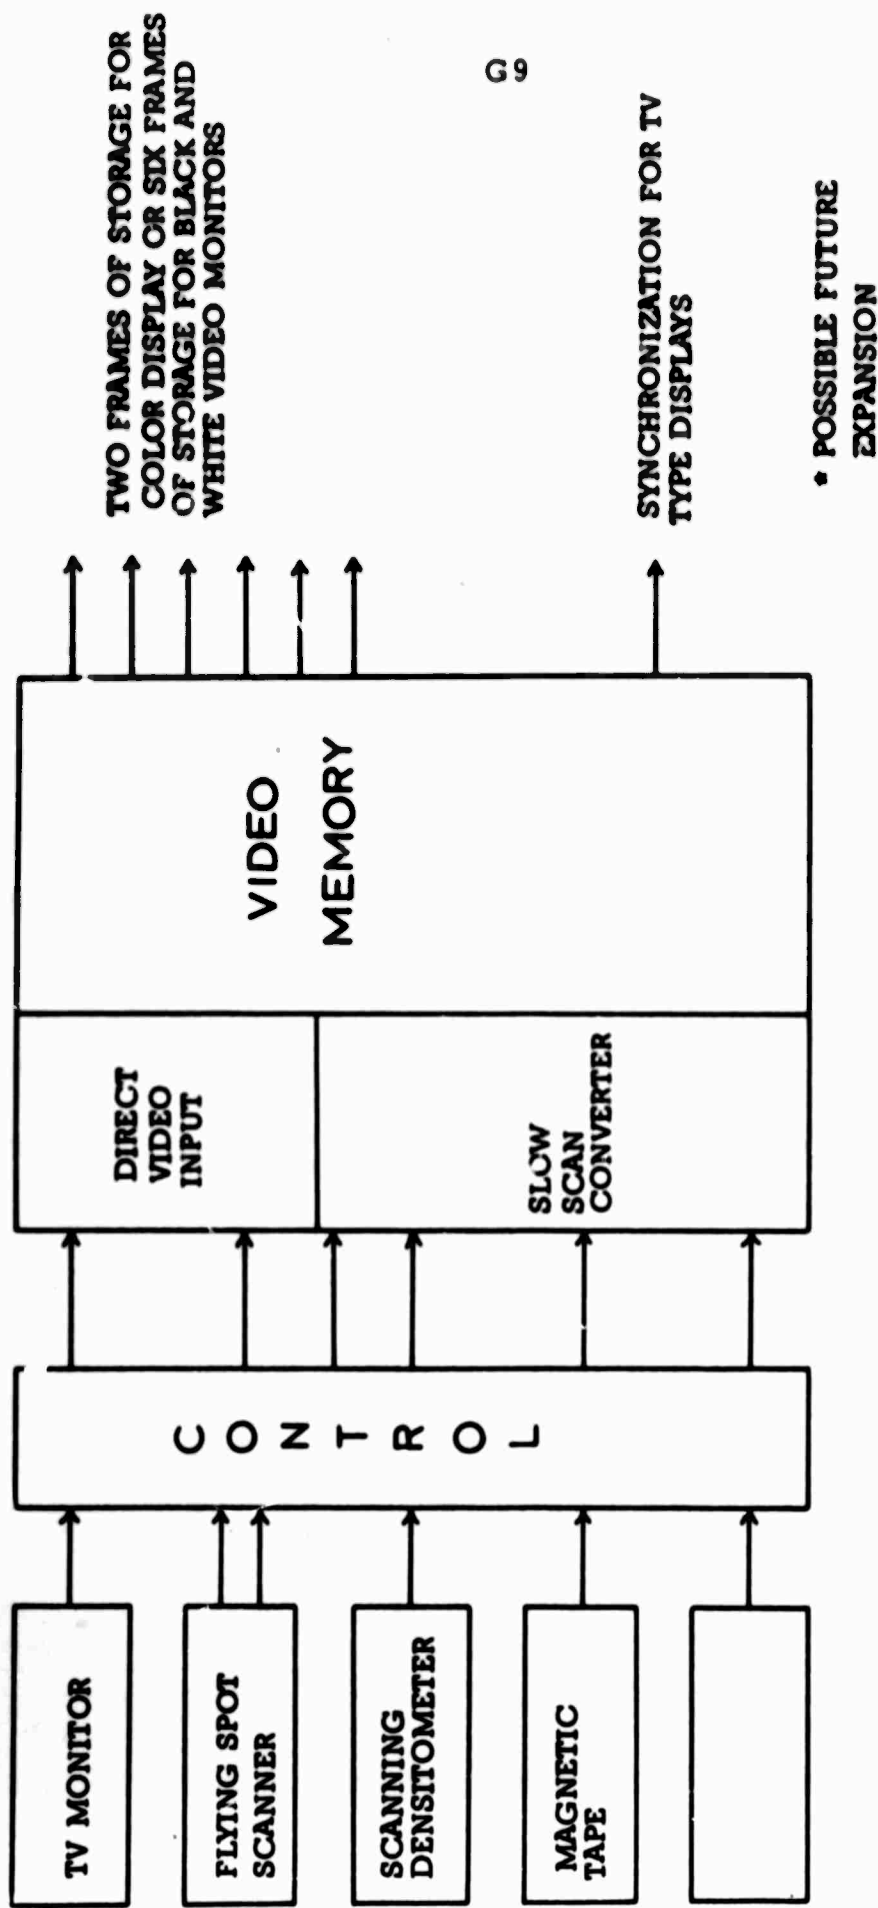 TV MONITOR
FLYING SPOT
SCANNER
SCANNING
DENSITOMETER
MAGNETIC
TAPE
CONTROL
DIRECT
VIDEO
INPUT
SLOW
SCAN
CONVERTER
VIDEO
MEMORY
TWO FRAMES OF STORAGE FOR
COLOR DISPLAY OR SIX FRAMES
OF STORAGE FOR BLACK AND
WHITE VIDEO MONITORS
SYNCHRONIZATION FOR TV
TYPE DISPLAYS
* POSSIBLE FUTURE
EXPANSION
G9